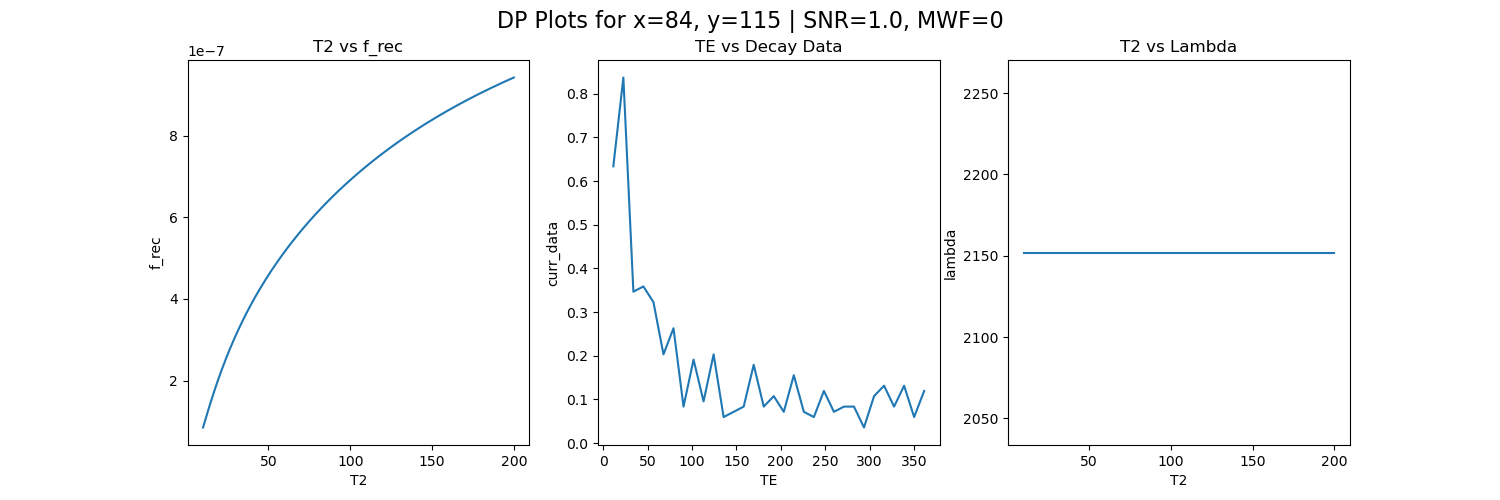 DP Plots for x=84, y=115 | SNR=1.0, MWF=0
T2 vs f_rec
1e−7
8
6
4
2
f_rec
50 100 150 200
T2
TE vs Decay Data
0.8
0.7
0.6
0.5
0.4
0.3
0.2
0.1
0.0
curr_data
0 50 100 150 200 250 300 350
TE
T2 vs Lambda
2250
2200
2150
2100
2050
lambda
50 100 150 200
T2